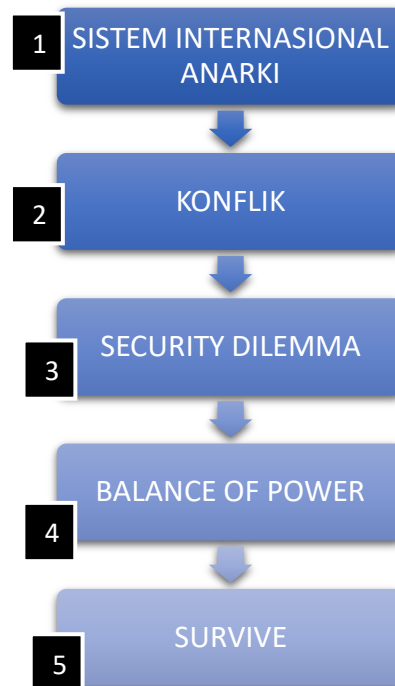 1
SISTEM INTERNASIONAL
ANARKI
2
KONFLIK
3
SECURITY DILEMMA
4
BALANCE OF POWER
5
SURVIVE